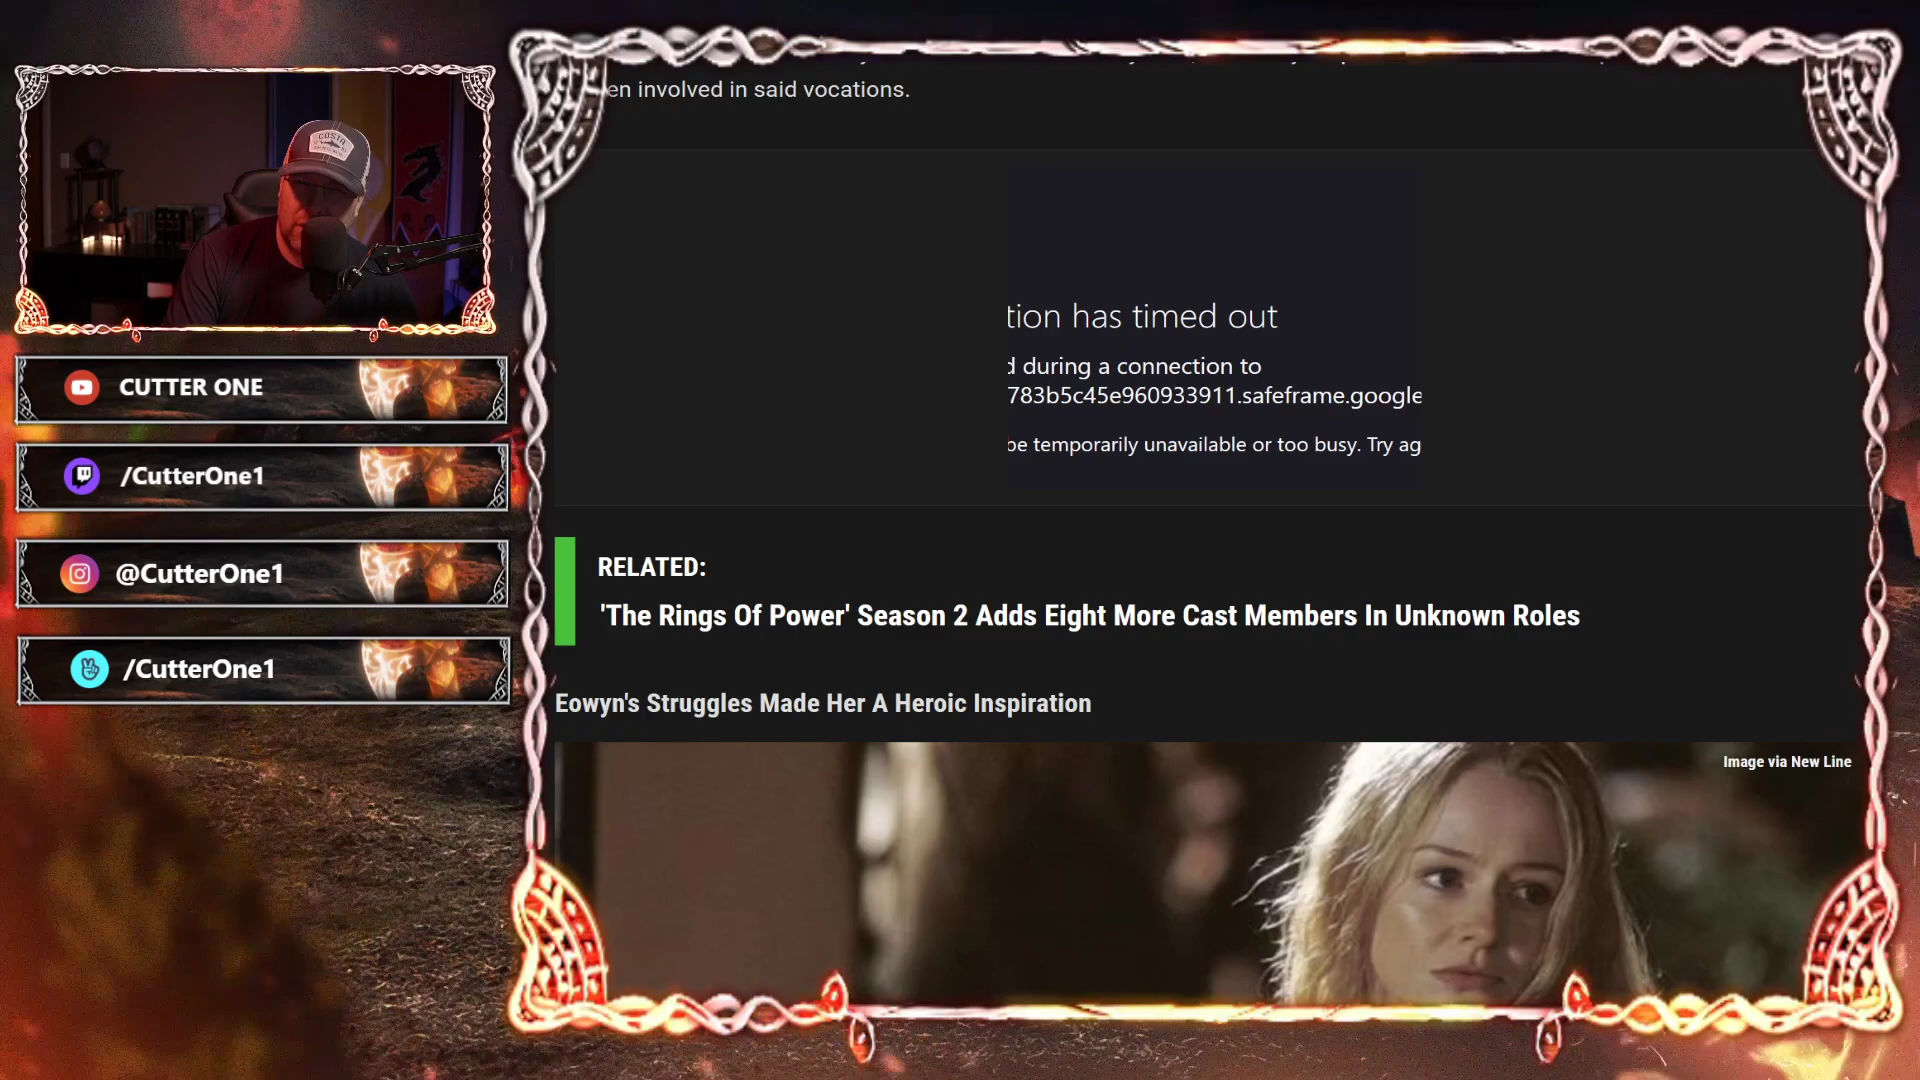 COSTA
CUTTER ONE
/CutterOne1
@CutterOne1
/CutterOne1
en involved in said vocations.
tion has timed out
d during a connection to
783b5c45e960933911.safeframe.google
be temporarily unavailable or too busy. Try ag
RELATED:
'The Rings Of Power' Season 2 Adds Eight More Cast Members In Unknown Roles
Eowyn's Struggles Made Her A Heroic Inspiration
Image via New Line